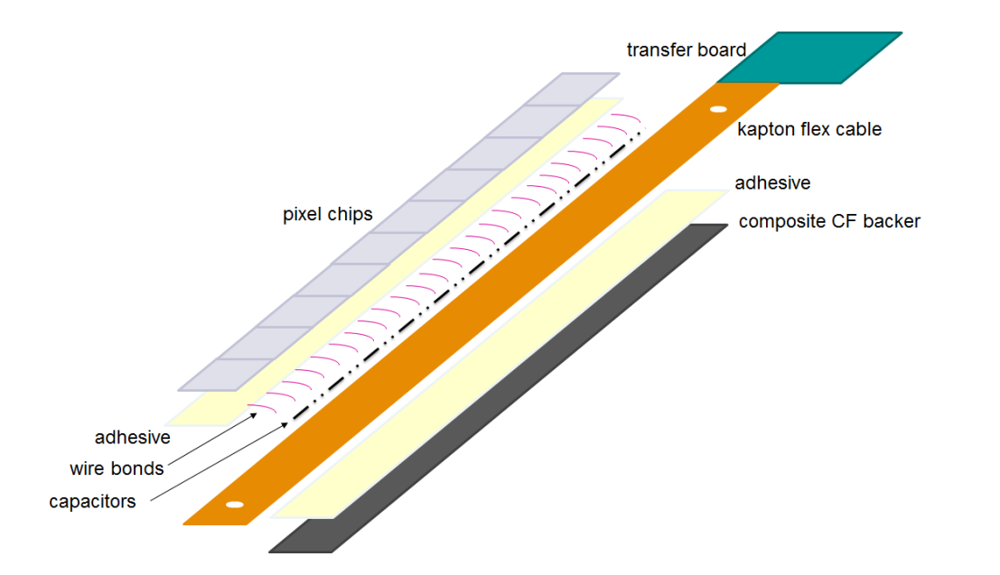 transfer board
kapton flex cable
adhesive
pixel chips
composite CF backer
adhesive
wire bonds
capacitors